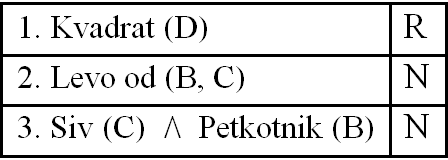 1. Kvadrat (D) R
2. Levo od (B, C) N
3. Siv (C) /\ Petkotnik (B) N